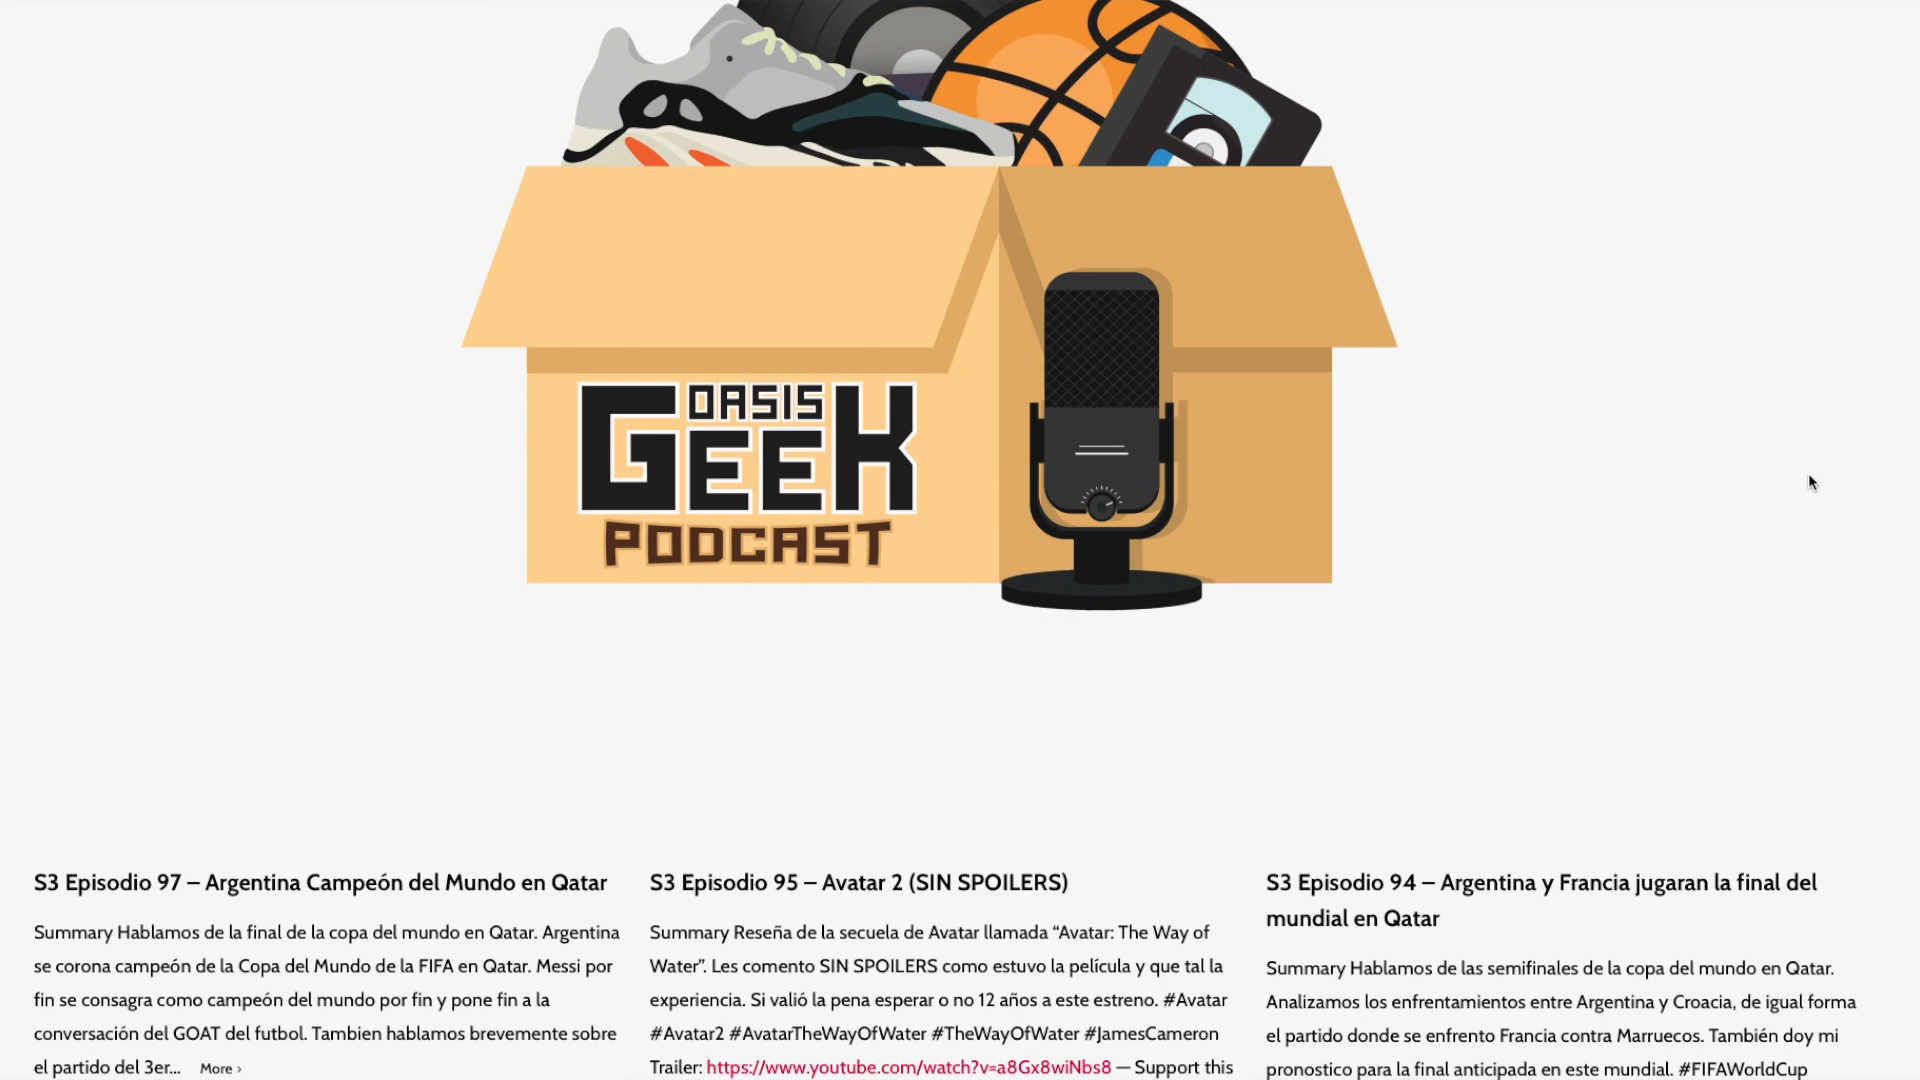 OASIS
GEEK
PODCAST
S3 Episodio 97 – Argentina Campeón del Mundo en Qatar
Summary Hablamos de la final de la copa del mundo en Qatar. Argentina
se corona campeón de la Copa del Mundo de la FIFA en Qatar. Messi por
fin se consagra como campeón del mundo por fin y pone fin a la
conversación del GOAT del futbol. Tambien hablamos brevemente sobre
el partido del 3er... More ›
S3 Episodio 95 – Avatar 2 (SIN SPOILERS)
Summary Reseña de la secuela de Avatar llamada “Avatar: The Way of
Water”. Les comento SIN SPOILERS como estuvo la película y que tal la
experiencia. Si valió la pena esperar o no 12 años a este estreno. #Avatar
#Avatar2 #AvatarTheWayOfWater #TheWayOfWater #JamesCameron
Trailer: https://www.youtube.com/watch?v=a8Gx8wiNbs8 — Support this
S3 Episodio 94 – Argentina y Francia jugaran la final del
mundial en Qatar
Summary Hablamos de las semifinales de la copa del mundo en Qatar.
Analizamos los enfrentamientos entre Argentina y Croacia, de igual forma
el partido donde se enfrento Francia contra Marruecos. También doy mi
pronostico para la final anticipada en este mundial. #FIFAWorldCup